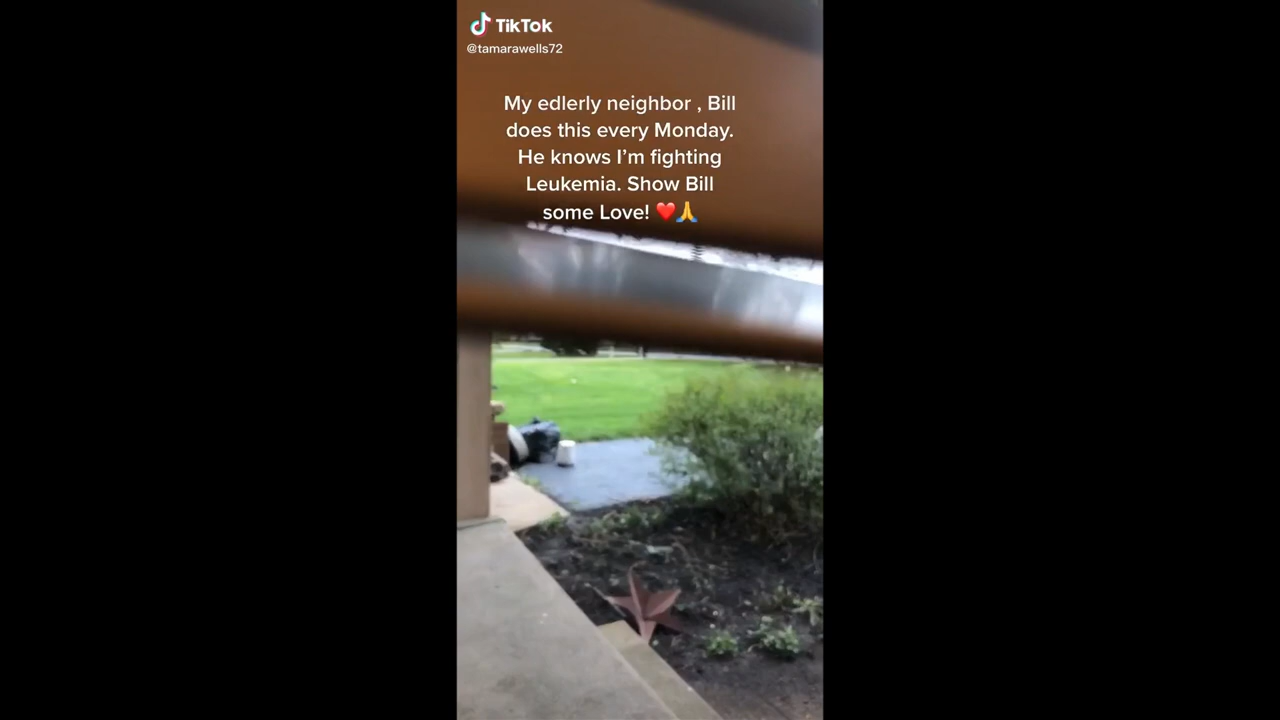 TikTok
@tamarawells72
My edlerly neighbor , Bill
does this every Monday.
He knows I’m fighting
Leukemia. Show Bill
some Love! ❤️🙏